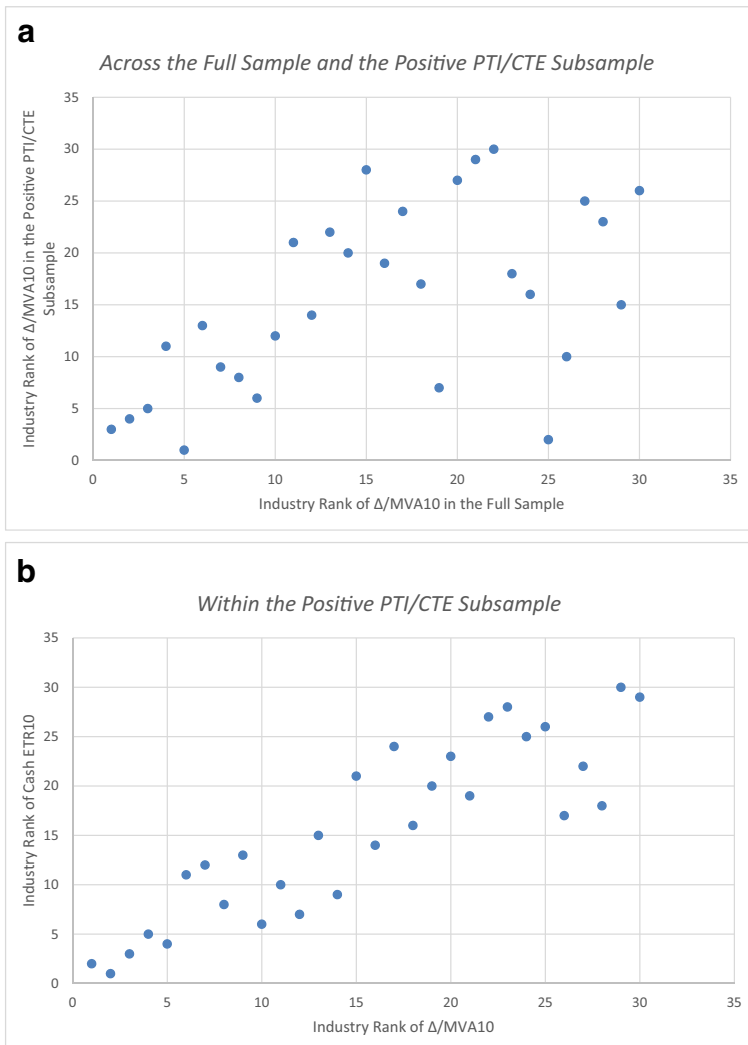 a
Across the Full Sample and the Positive PTI/CTE Subsample
Industry Rank of Δ/MVA10 in the Positive PTI/CTE
Subsample
35
30
25
20
15
10
5
0
0 5 10 15 20 25 30 35
Industry Rank of Δ/MVA10 in the Full Sample
b
Within the Positive PTI/CTE Subsample
Industry Rank of Cash ETR10
35
30
25
20
15
10
5
0
0 5 10 15 20 25 30 35
Industry Rank of Δ/MVA10